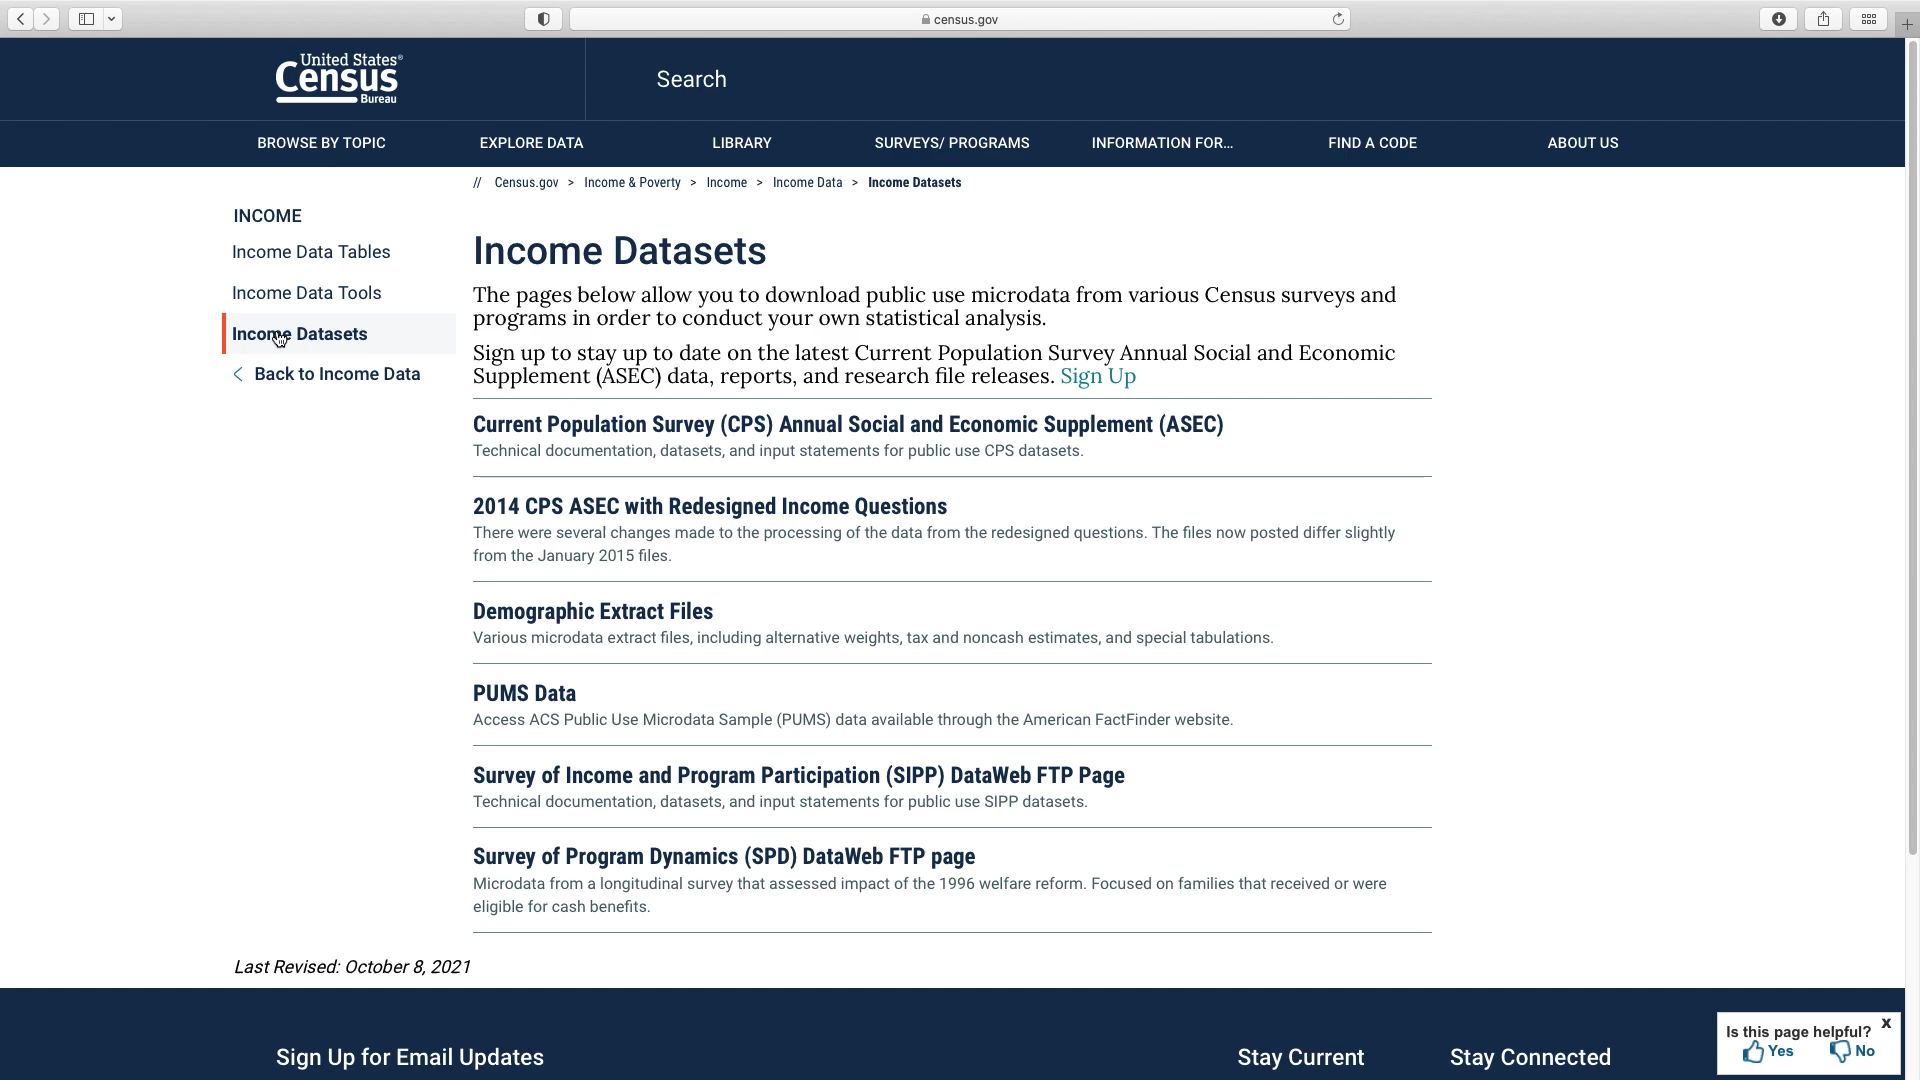 census.gov
United States®
Census
Bureau
Search
BROWSE BY TOPIC
EXPLORE DATA
LIBRARY
SURVEYS/ PROGRAMS
INFORMATION FOR...
FIND A CODE
ABOUT US
// Census.gov > Income & Poverty > Income > Income Data > Income Datasets
INCOME
Income Data Tables
Income Data Tools
Income Datasets
Back to Income Data
Income Datasets
The pages below allow you to download public use microdata from various Census surveys and
programs in order to conduct your own statistical analysis.
Sign up to stay up to date on the latest Current Population Survey Annual Social and Economic
Supplement (ASEC) data, reports, and research file releases. Sign Up
Current Population Survey (CPS) Annual Social and Economic Supplement (ASEC)
Technical documentation, datasets, and input statements for public use CPS datasets.
2014 CPS ASEC with Redesigned Income Questions
There were several changes made to the processing of the data from the redesigned questions. The files now posted differ slightly
from the January 2015 files.
Demographic Extract Files
Various microdata extract files, including alternative weights, tax and noncash estimates, and special tabulations.
PUMS Data
Access ACS Public Use Microdata Sample (PUMS) data available through the American FactFinder website.
Survey of Income and Program Participation (SIPP) DataWeb FTP Page
Technical documentation, datasets, and input statements for public use SIPP datasets.
Survey of Program Dynamics (SPD) DataWeb FTP page
Microdata from a longitudinal survey that assessed impact of the 1996 welfare reform. Focused on families that received or were
eligible for cash benefits.
Last Revised: October 8, 2021
Sign Up for Email Updates
Stay Current
Stay Connected
Is this page helpful? X
Yes
No